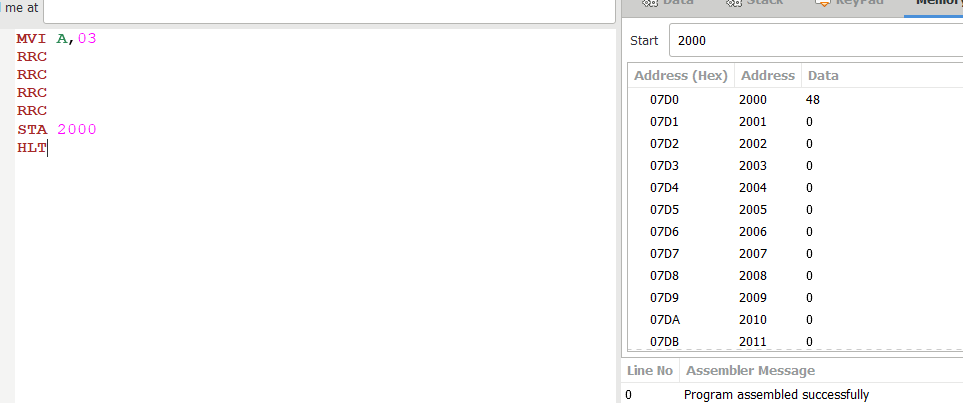 me at
MVI A,03
RRC
RRC
RRC
RRC
STA 2000
HLT
Data Stack KeyPad Memory
Start 2000
Address (Hex) Address Data
07D0 2000 48
07D1 2001 0
07D2 2002 0
07D3 2003 0
07D4 2004 0
07D5 2005 0
07D6 2006 0
07D7 2007 0
07D8 2008 0
07D9 2009 0
07DA 2010 0
07DB 2011 0
Line No Assembler Message
0 Program assembled successfully